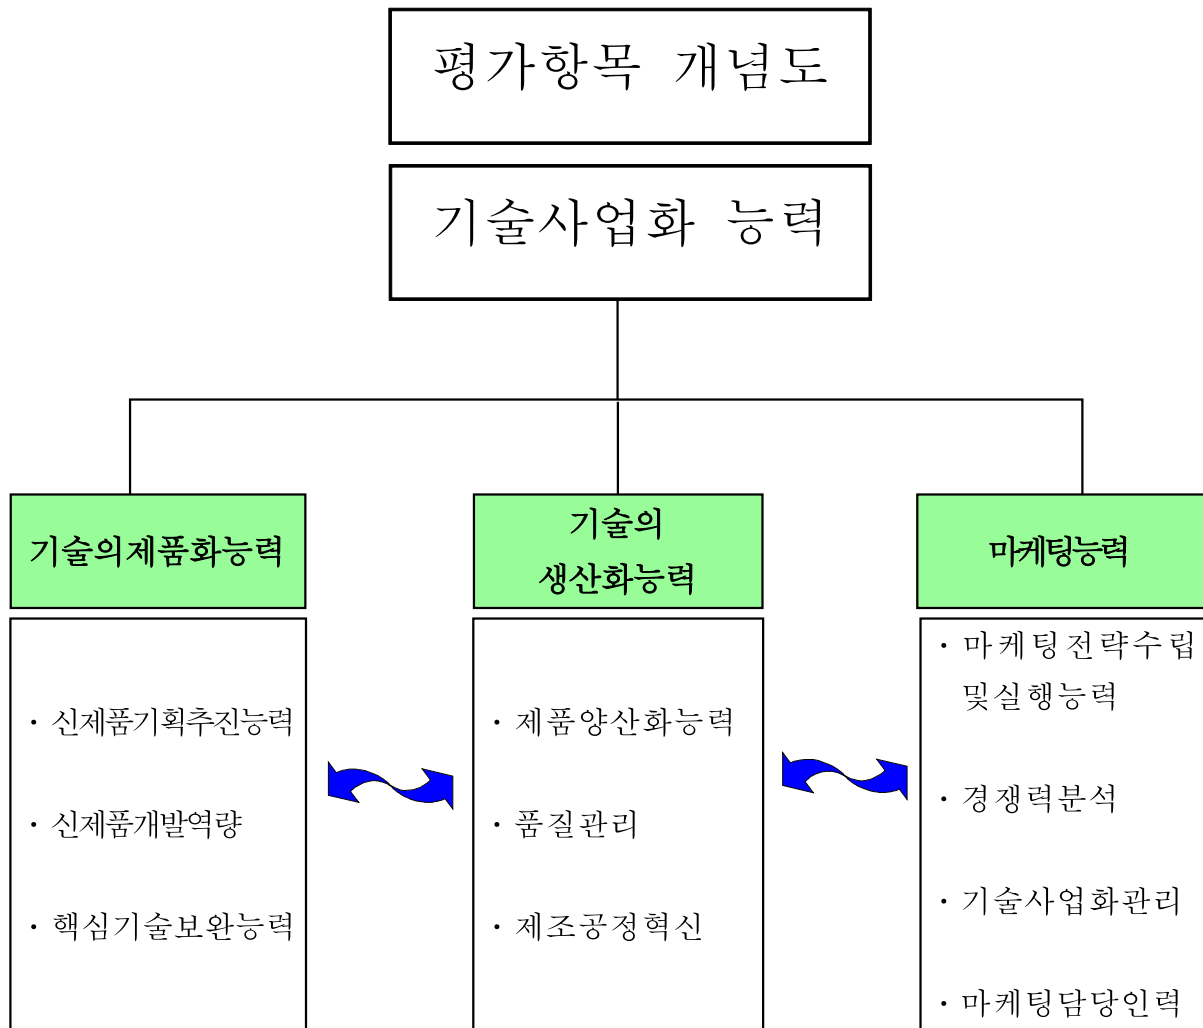 평가항목 개념도
기술사업화 능력
기술의제품화능력
기술의
생산화능력
마케팅능력
· 신제품기획추진능력
· 신제품개발역량
· 핵심기술보완능력
· 제품양산화능력
· 품질관리
· 제조공정혁신
· 마케팅전략수립
및실행능력
· 경쟁력분석
· 기술사업화관리
· 마케팅담당인력